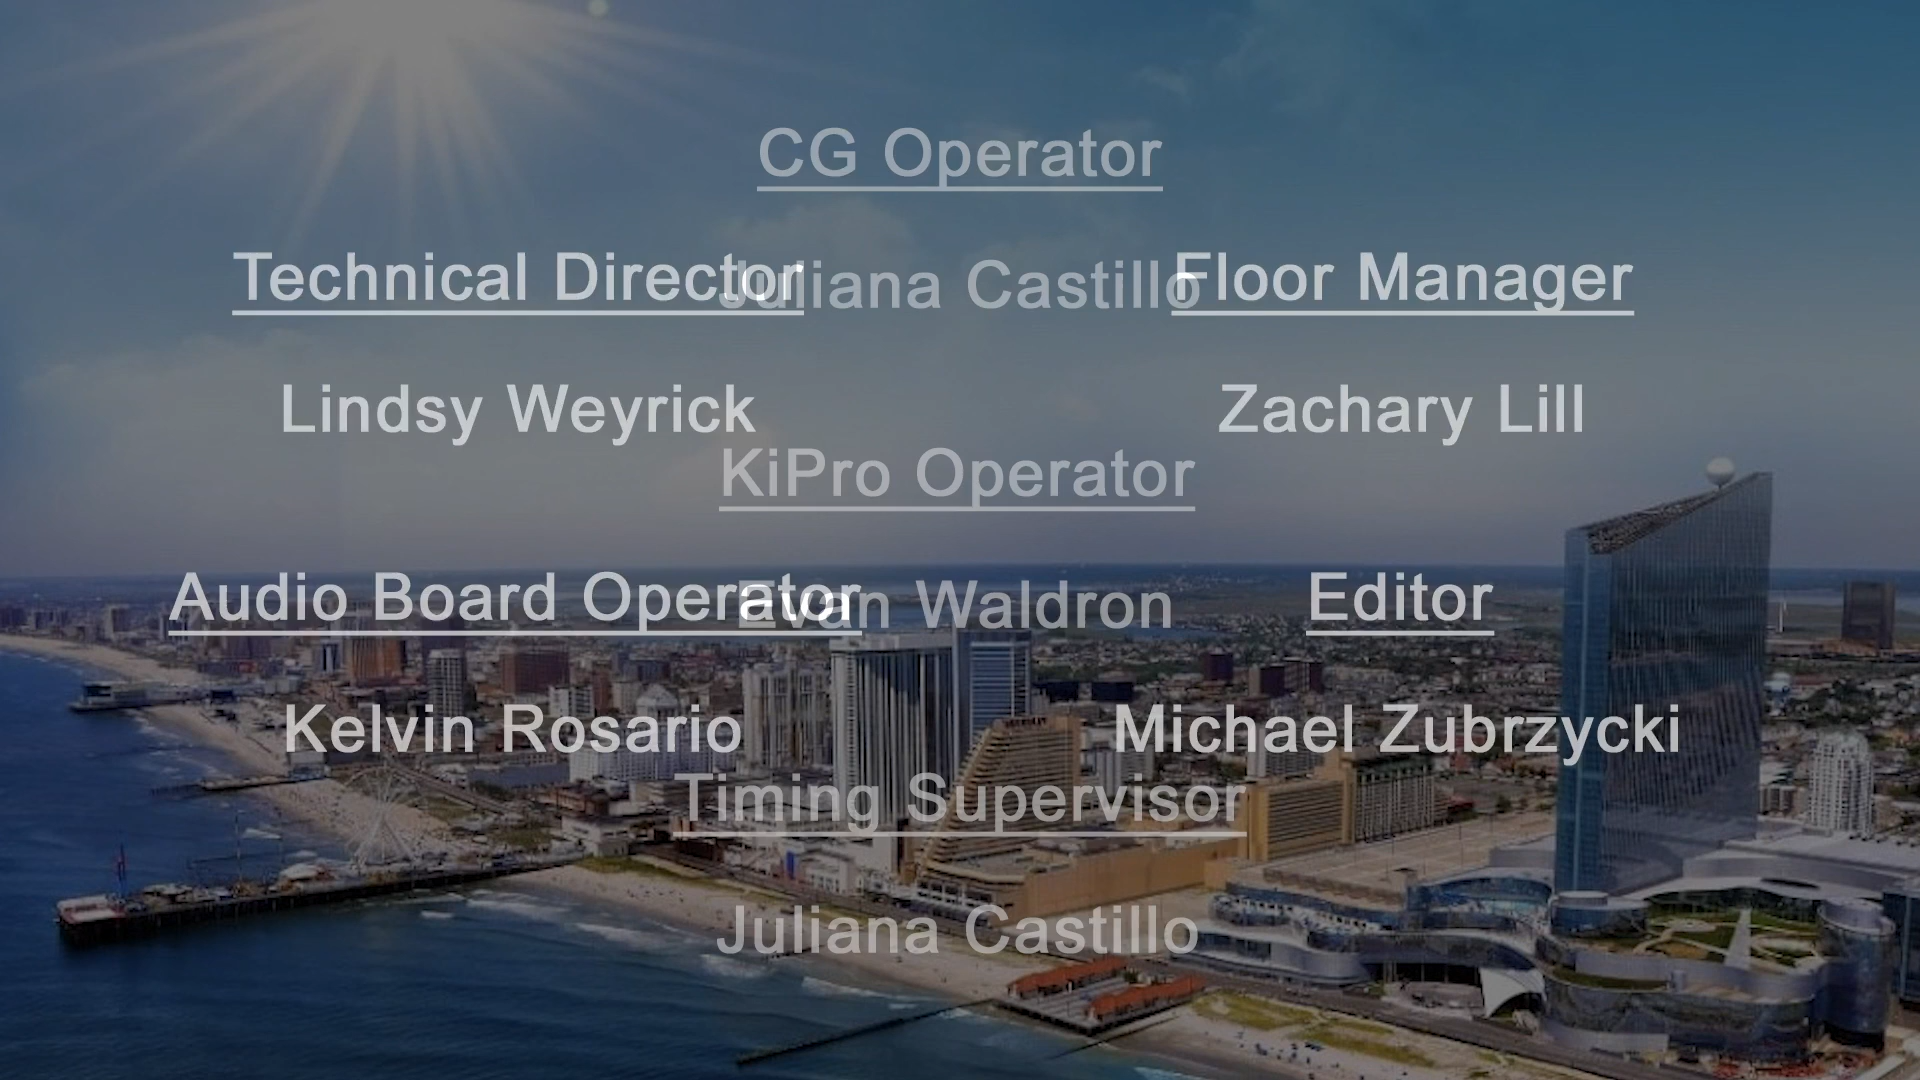 CG Operator
Juliana Castillo
Technical Director
Floor Manager
Lindsy Weyrick
Zachary Lill
KiPro Operator
Evan Waldron
Audio Board Operator
Editor
Kelvin Rosario
Michael Zubrzycki
Timing Supervisor
Juliana Castillo